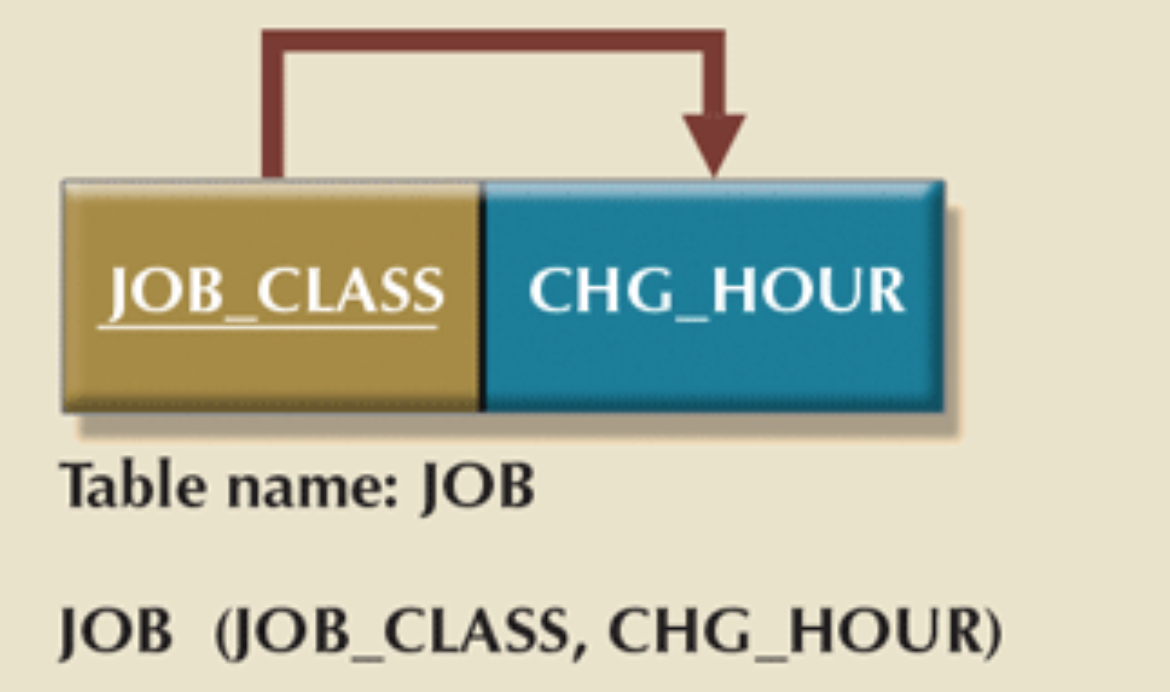 JOB_CLASS CHG_HOUR
Table name: JOB
JOB (JOB_CLASS, CHG_HOUR)